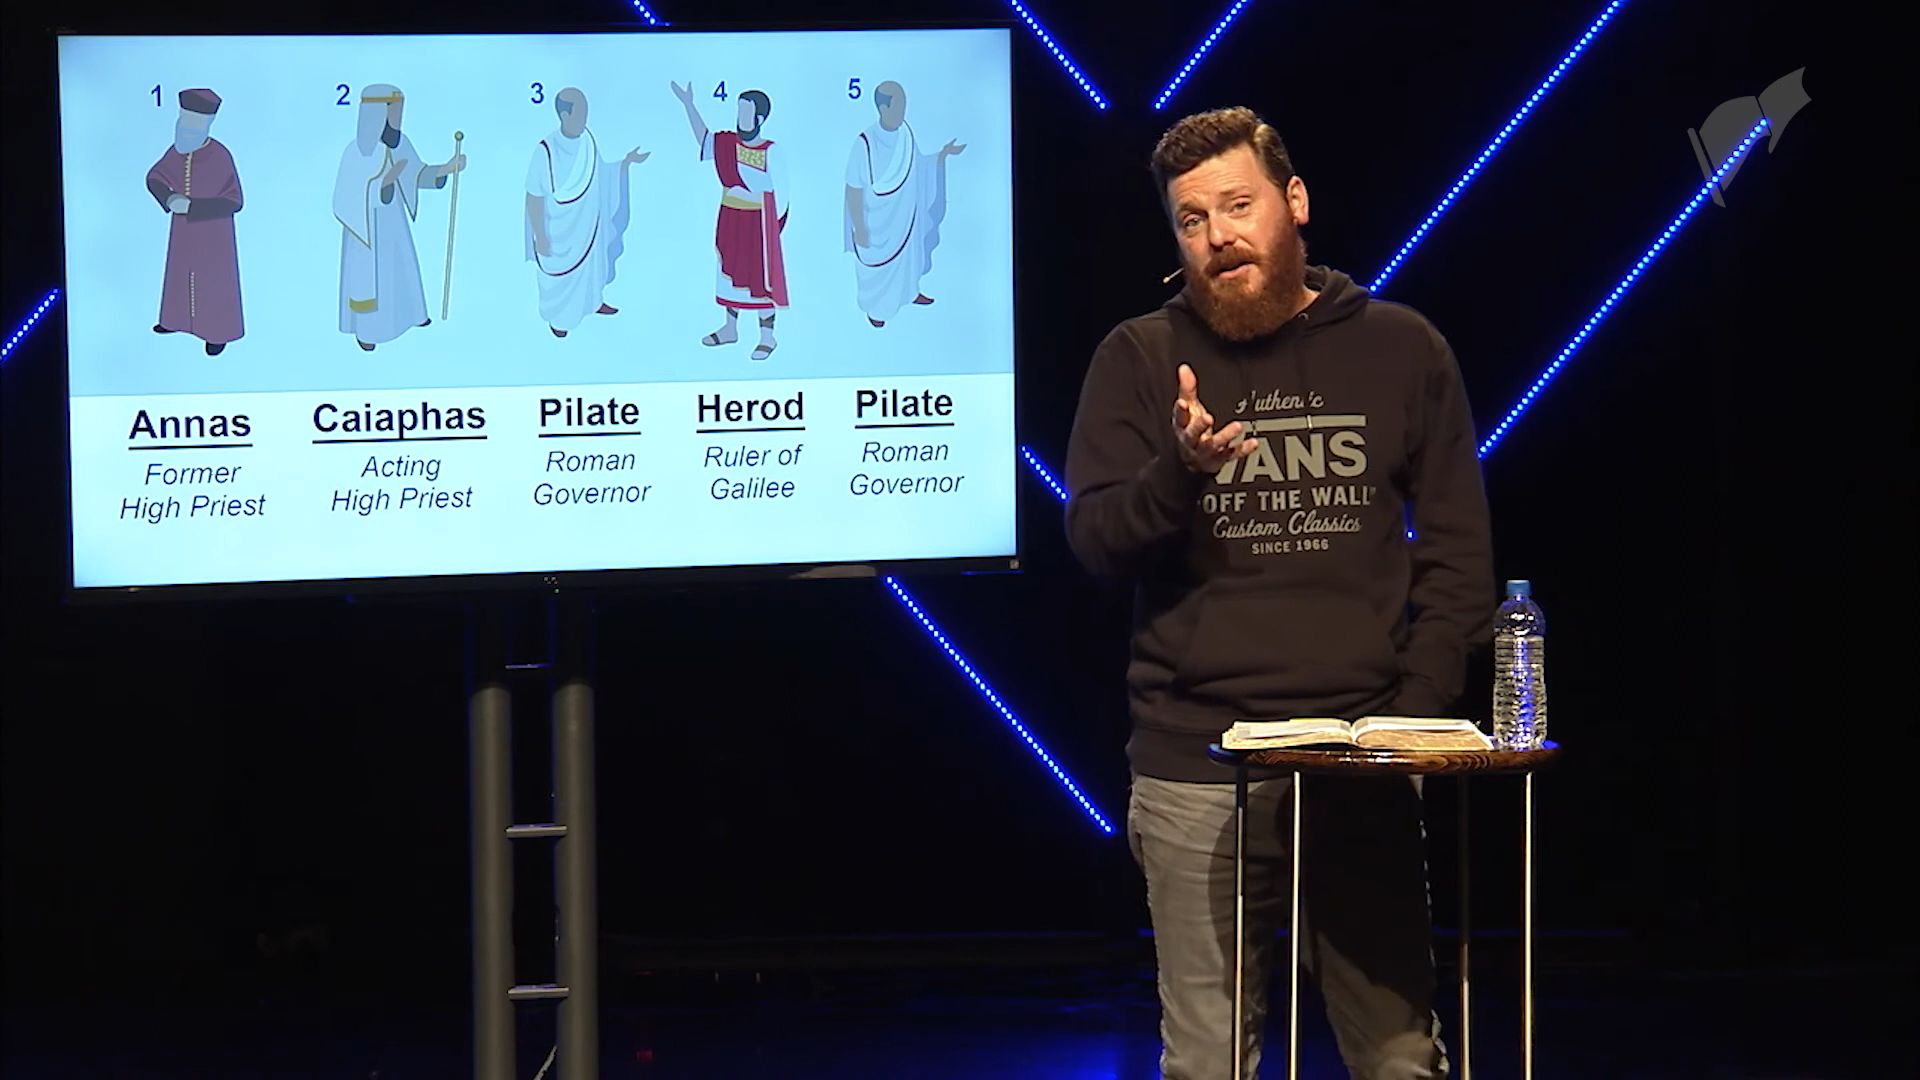 1
2
3
4
5
Annas
Former
High Priest
Caiaphas
Acting
High Priest
Pilate
Roman
Governor
Herod
Ruler of
Galilee
Pilate
Roman
Governor
Authentic
VANS
"OFF THE WALL"
Custom Classics
SINCE 1966